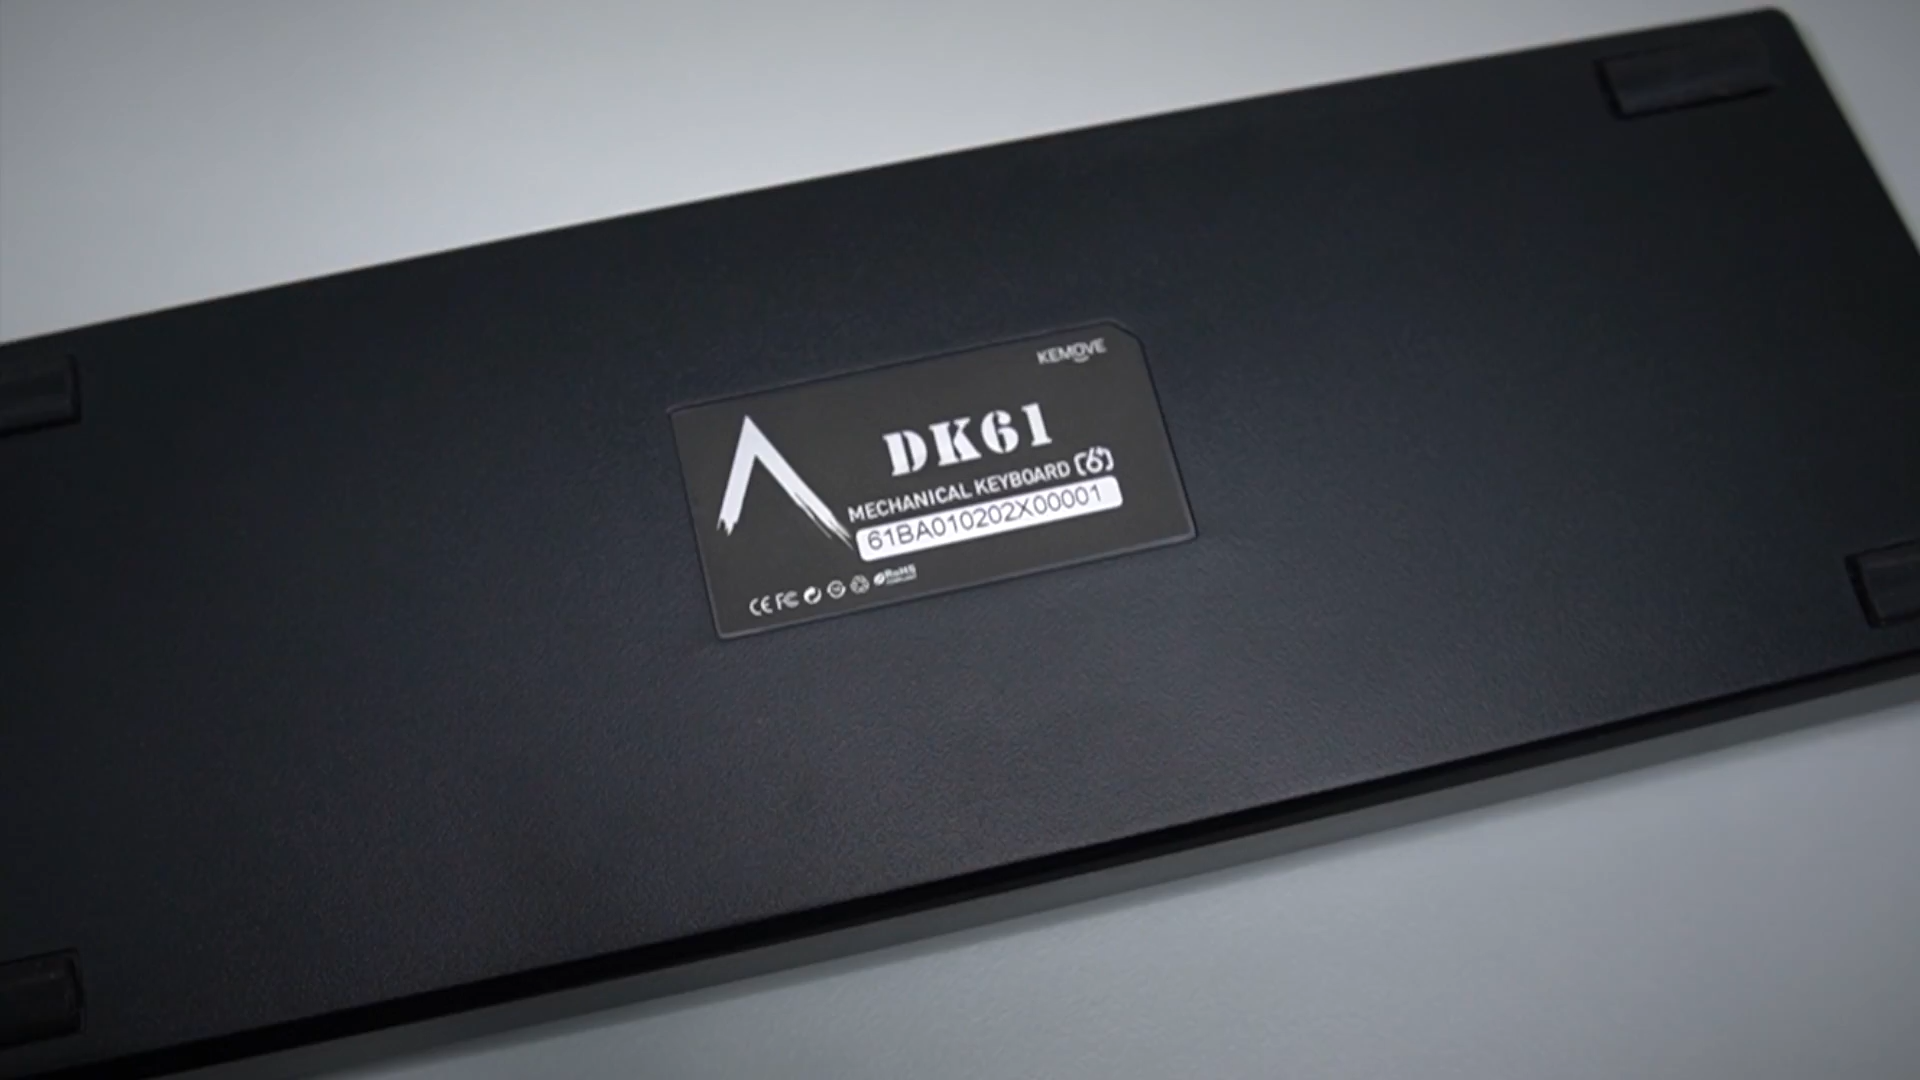 KEMOVE
DK61
MECHANICAL KEYBOARD
61BA010202X00001
CE FC RoHS